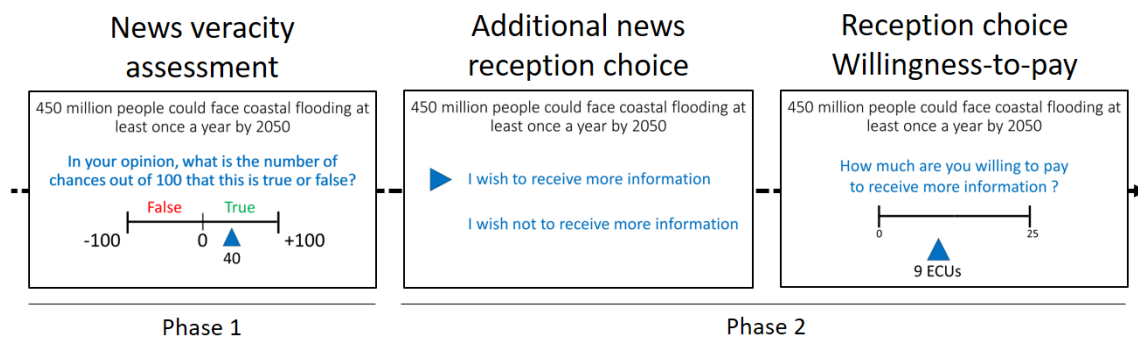 News veracity
assessment
450 million people could face coastal flooding at
least once a year by 2050
In your opinion, what is the number of
chances out of 100 that this is true or false?
False True
-100 0 +100
40
Phase 1
Additional news
reception choice
450 million people could face coastal flooding at
least once a year by 2050
I wish to receive more information
I wish not to receive more information
Reception choice
Willingness-to-pay
450 million people could face coastal flooding at
least once a year by 2050
How much are you willing to pay
to receive more information ?
0 25
9 ECUs
Phase 2